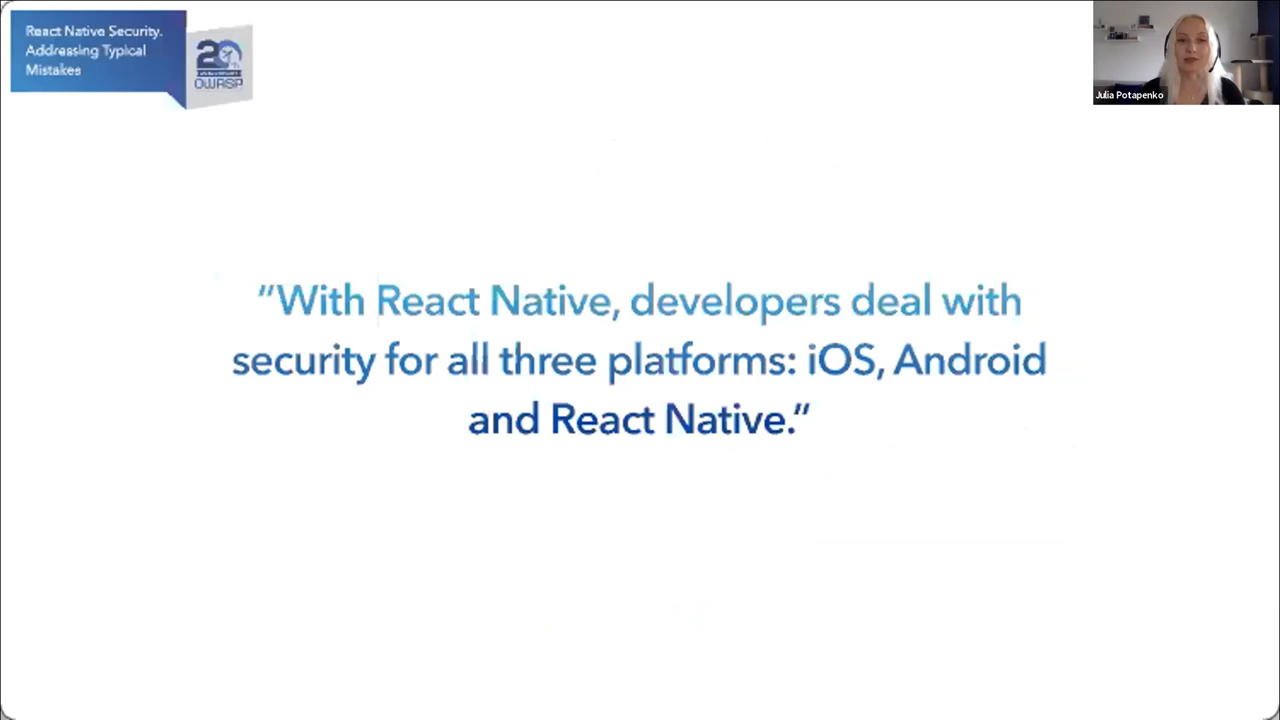 React Native Security.
Addressing Typical
Mistakes
20th
OWASP
Julia Potapenko
“With React Native, developers deal with
security for all three platforms: iOS, Android
and React Native.”